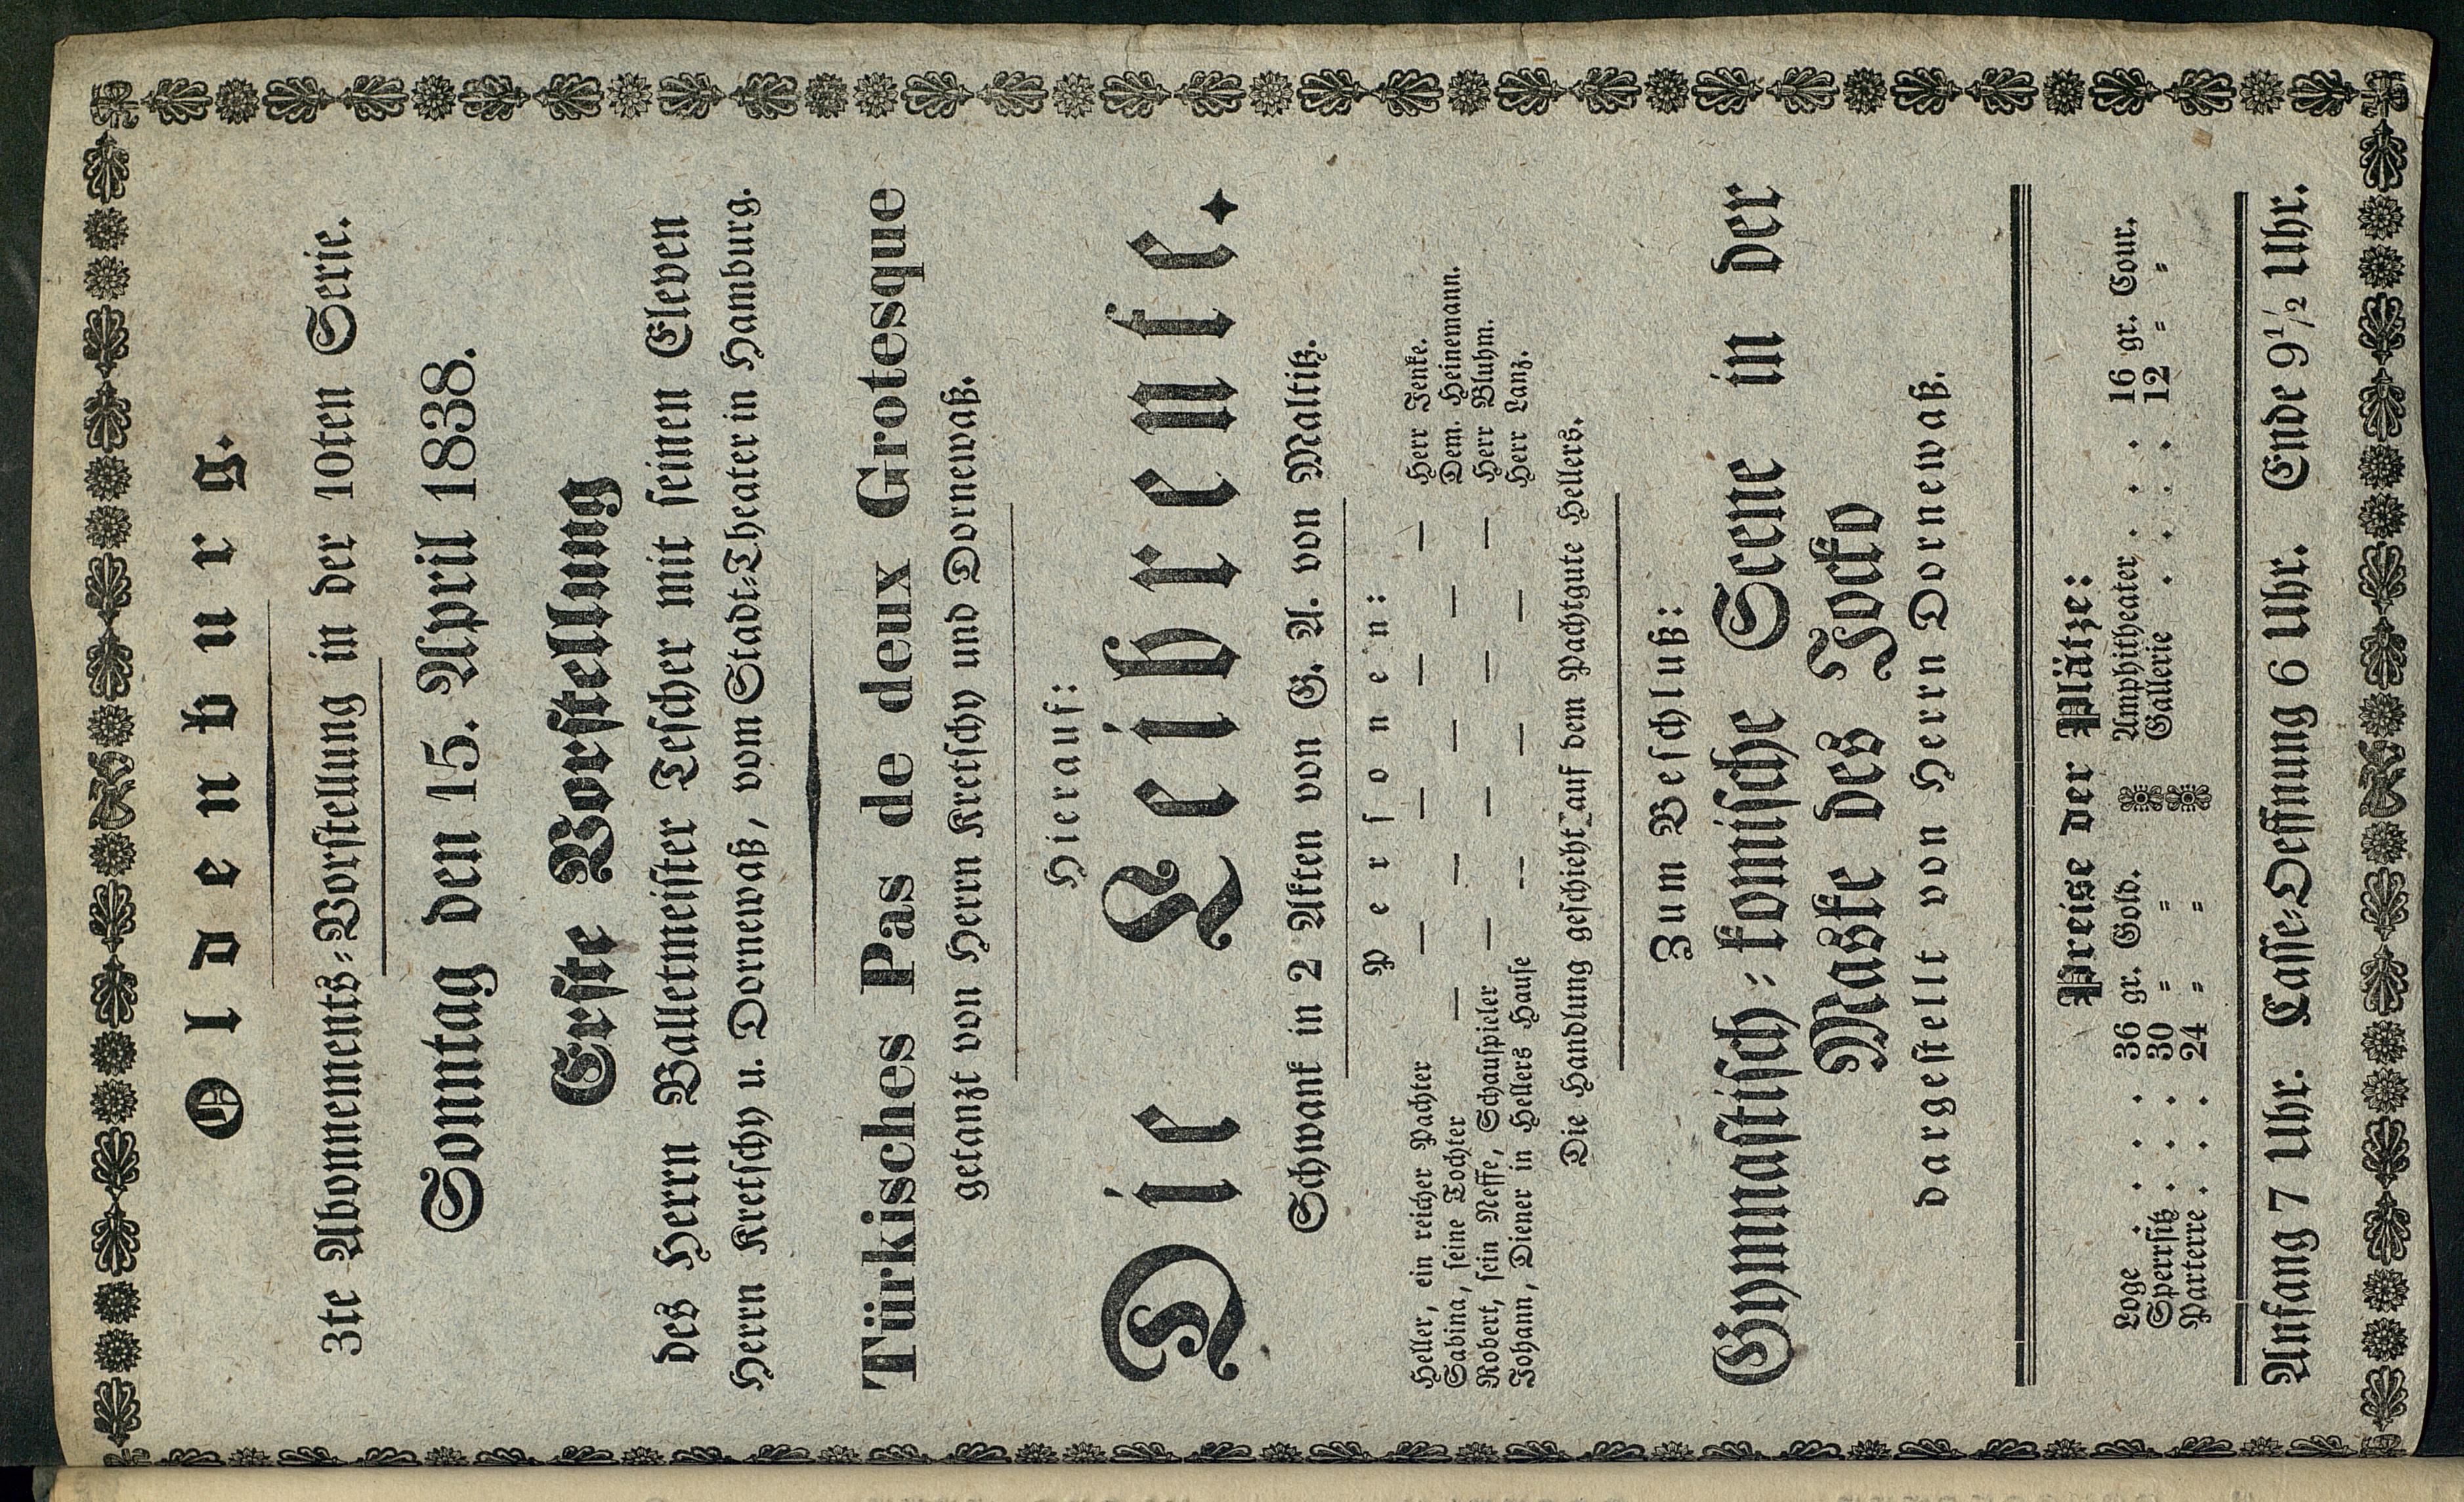 Oldenburg.
3te Abonnements-Vorstellung in der 10ten Serie.
Sonntag den 15. April 1838.
Erste Vorstellung
des Herrn Balletmeister Tescher mit seinen Eleven
Herrn Kretschy u. Dornewaß, vom Stadt-Theater in Hamburg.
Türkisches Pas de deux Grotesque
getanzt von Herrn Kretschy und Dornewaß.
Hierauf:
Die Leibrente.
Schwank in 2 Akten von G. A. von Maltitz.
Personen:
Heller, ein reicher Pachter — — — — Herr Jenke.
Sabina, seine Tochter — — — — Dem. Heinemann.
Robert, sein Neffe, Schauspieler — — — — Herr Bluhm.
Johann, Diener in Hellers Hause — — — Herr Lanz.
Die Handlung geschieht auf dem Pachtgute Hellers.
Zum Beschluß:
Gymnastisch-komische Scene in der
Maske des Jocko
dargestellt von Herrn Dornewaß.
Preise der Plätze:
Loge . . . . 36 gr. Gold. Amphitheater . . . . 16 gr. Cour.
Sperrsitz . . . . 30 = = Gallerie . . . . 12 = =
Parterre . . . . 24 = =
Anfang 7 Uhr. Casse-Oeffnung 6 Uhr. Ende 9 1/2 Uhr.